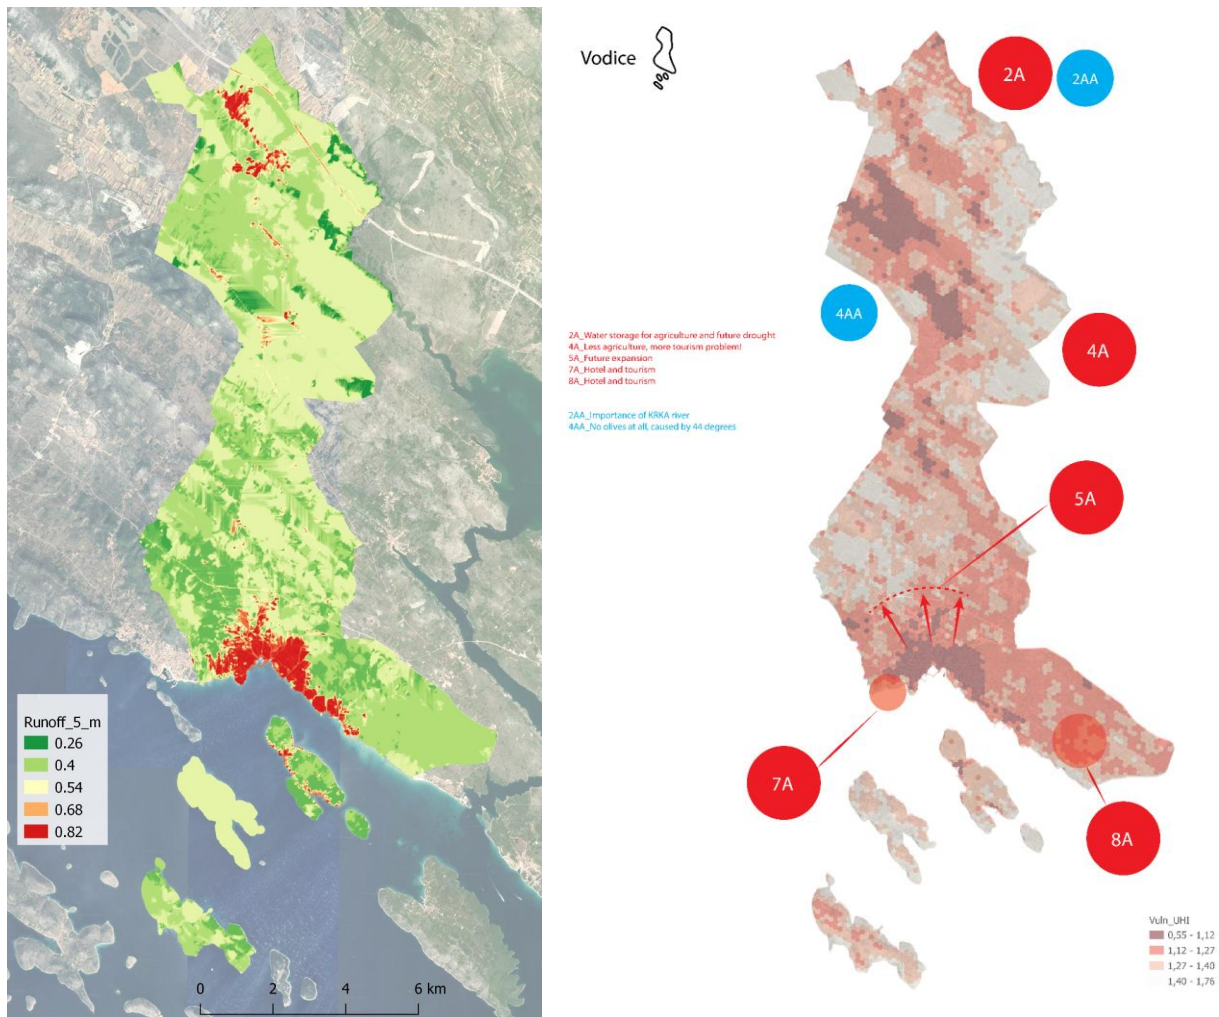 Vodice
2A
2AA
4AA
4A
2A_Water storage for agriculture and future drought
4A_Less agriculture, more tourism problem!
5A_Future expansion
7A_Hotel and tourism
8A_Hotel and tourism
2AA_Importance of KRKA river
4AA_No olives at all, caused by 44 degrees
5A
7A
8A
Runoff_5_m
0.26
0.4
0.54
0.68
0.82
0 2 4 6 km
Vuln_UHI
0,55 - 1,12
1,12 - 1,27
1,27 - 1,40
1,40 - 1,76